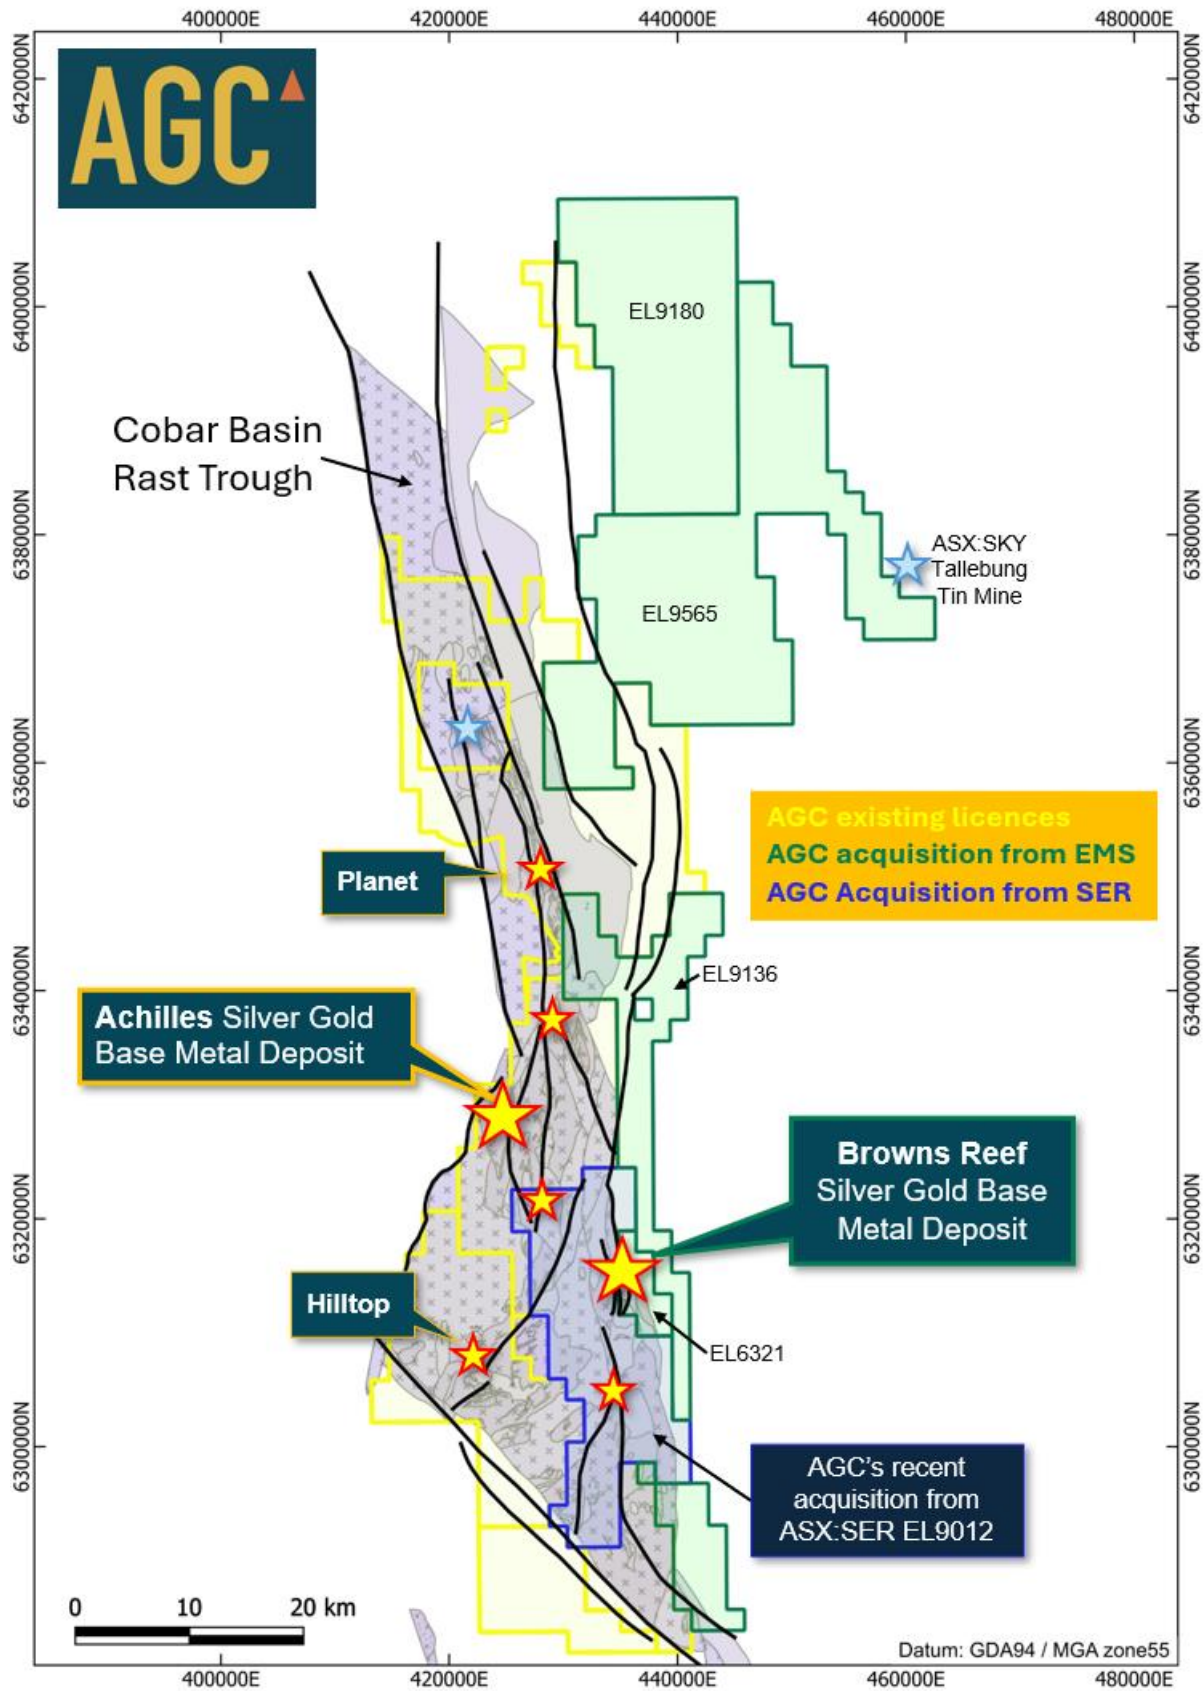 400000E
420000E
440000E
460000E
480000E
6420000N
6420000N
AGC
6400000N
6400000N
EL9180
Cobar Basin
Rast Trough
6380000N
6380000N
ASX:SKY
Tallebung
Tin Mine
EL9565
6360000N
6360000N
AGC existing licences
AGC acquisition from EMS
AGC Acquisition from SER
Planet
EL9136
6340000N
6340000N
Achilles Silver Gold
Base Metal Deposit
Browns Reef
Silver Gold Base
Metal Deposit
6320000N
6320000N
Hilltop
EL6321
6300000N
6300000N
AGC's recent
acquisition from
ASX:SER EL9012
0 10 20 km
Datum: GDA94 / MGA zone55
400000E
420000E
440000E
460000E
480000E